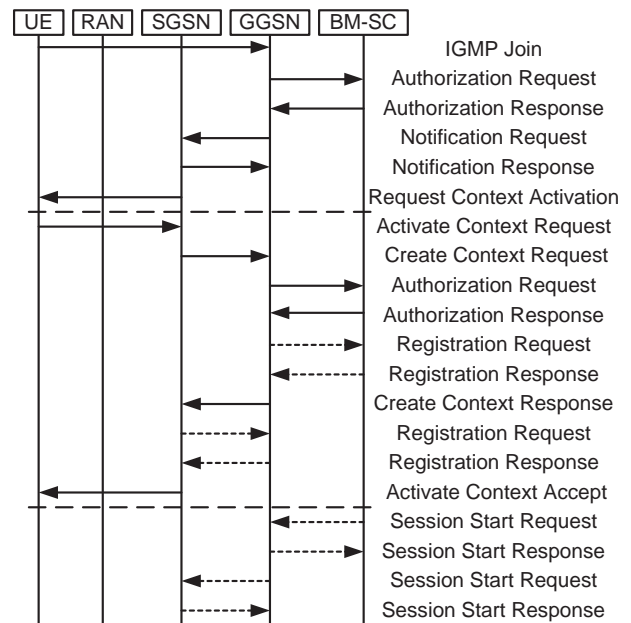 UE RAN SGSN GGSN BM-SC
IGMP Join
Authorization Request
Authorization Response
Notification Request
Notification Response
Request Context Activation
Activate Context Request
Create Context Request
Authorization Request
Authorization Response
Registration Request
Registration Response
Create Context Response
Registration Request
Registration Response
Activate Context Accept
Session Start Request
Session Start Response
Session Start Request
Session Start Response